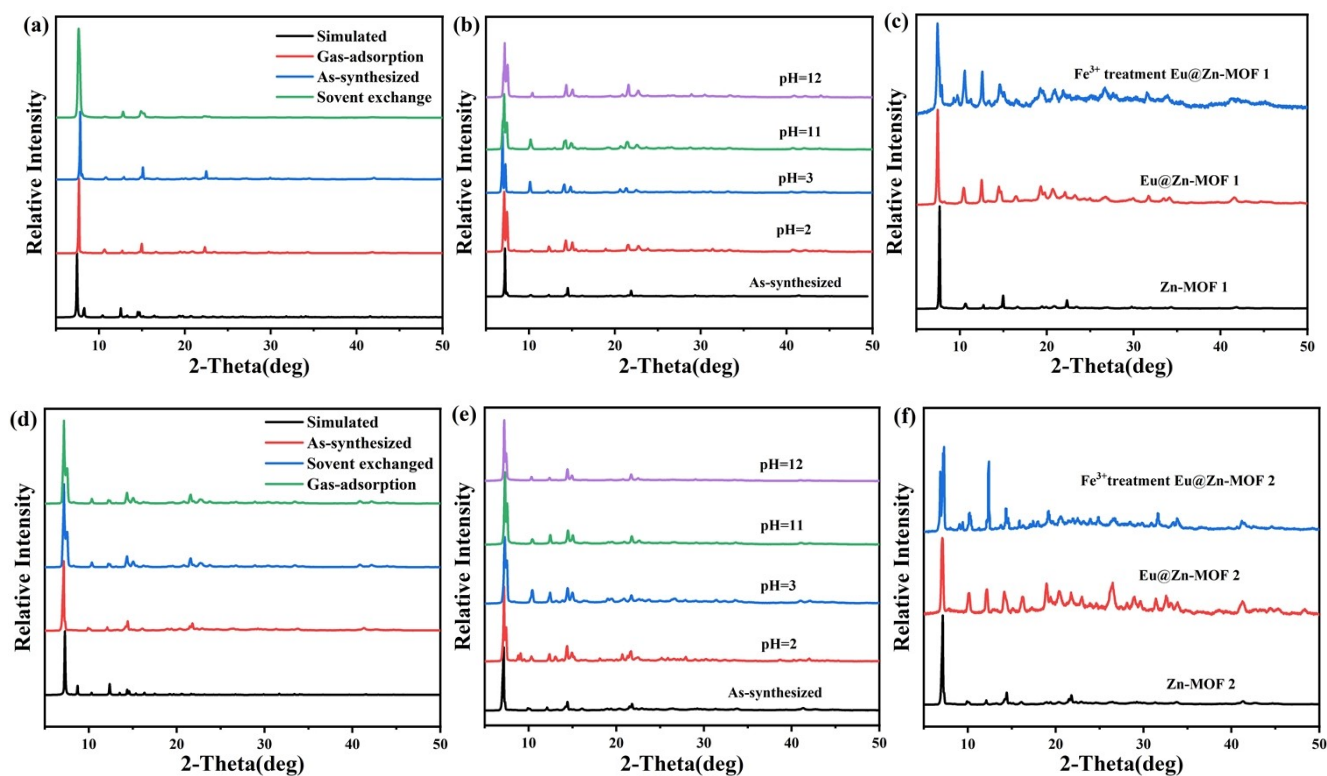 (a)
Simulated
Gas-adsorption
As-synthesized
Sovent exchange
Relative Intensity
10 20 30 40 50
2-Theta(deg)
(b)
pH=12
pH=11
pH=3
pH=2
As-synthesized
Relative Intensity
10 20 30 40 50
2-Theta(deg)
(c)
Fe³⁺ treatment Eu@Zn-MOF 1
Eu@Zn-MOF 1
Zn-MOF 1
Relative Intensity
10 20 30 40 50
2-Theta(deg)
(d)
Simulated
As-synthesized
Sovent exchanged
Gas-adsorption
Relative Intensity
10 20 30 40 50
2-Theta(deg)
(e)
pH=12
pH=11
pH=3
pH=2
As-synthesized
Relative Intensity
10 20 30 40 50
2-Theta(deg)
(f)
Fe³⁺treatment Eu@Zn-MOF 2
Eu@Zn-MOF 2
Zn-MOF 2
Relative Intensity
10 20 30 40 50
2-Theta(deg)